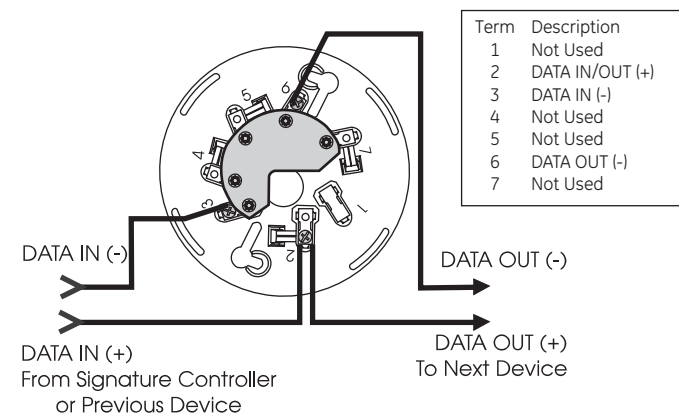 Term Description
1 Not Used
2 DATA IN/OUT (+)
3 DATA IN (-)
4 Not Used
5 Not Used
6 DATA OUT (-)
7 Not Used
5
6
4
7
3
1
2
DATA IN (-)
DATA OUT (-)
DATA IN (+)
From Signature Controller
or Previous Device
DATA OUT (+)
To Next Device